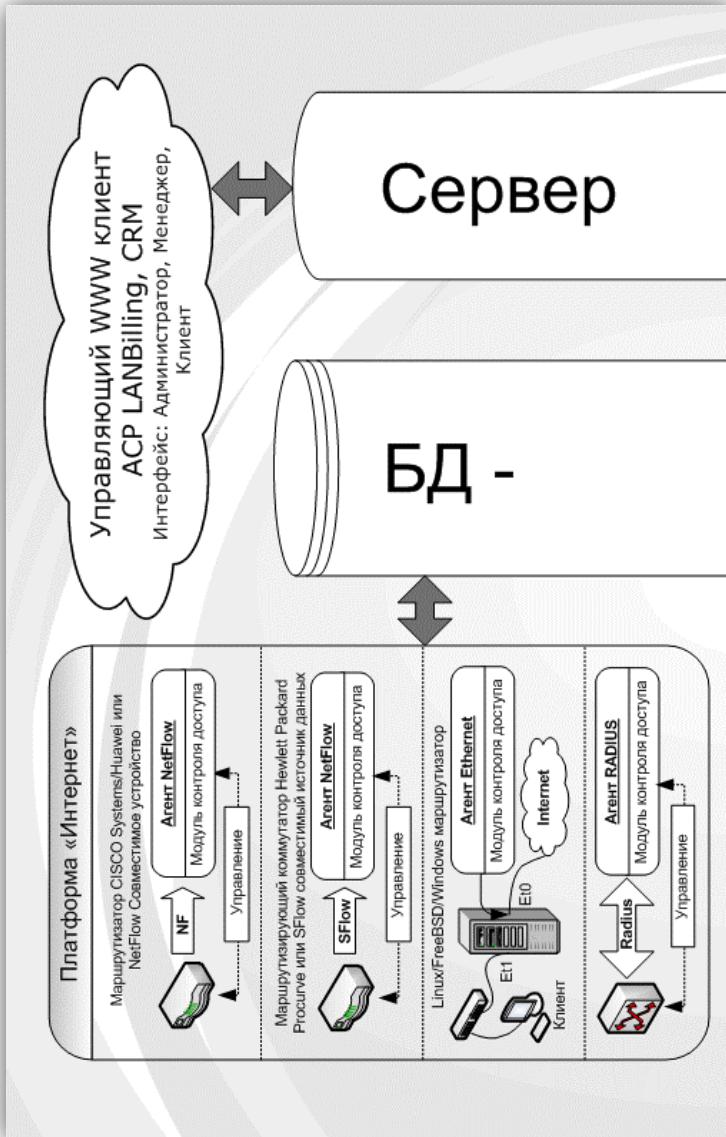 Управляющий WWW клиент
АСР LANBilling, CRM
Интерфейс: Администратор, Менеджер,
Клиент
Сервер
БД -
Платформа «Интернет»
Маршрутизатор CISCO Systems/Huawei или
NetFlow Совместимое устройство
NF
Агент NetFlow
Модуль контроля доступа
Управление
Маршрутизирующий коммутатор Hewlett Packard
Procurve или SFlow совместимый источник данных
SFlow
Агент NetFlow
Модуль контроля доступа
Управление
Linux/FreeBSD/Windows маршрутизатор
Агент Ethernet
Модуль контроля доступа
Et1
Et0
Internet
Клиент
Radius
Агент RADIUS
Модуль контроля доступа
Управление